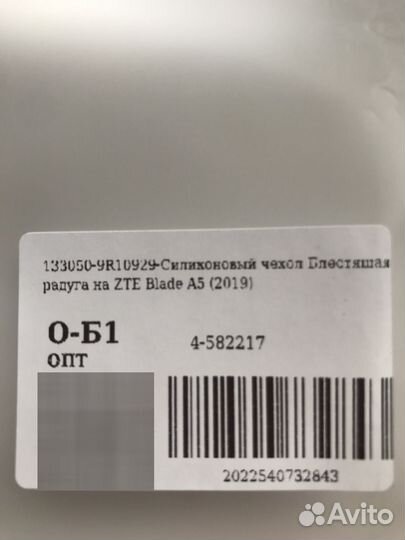 133050-9R10929-Силиконовый чехол Блестящая
радуга на ZTE Blade A5 (2019)
О-Б1
4-582217
ОПТ
2022540732843
Avito